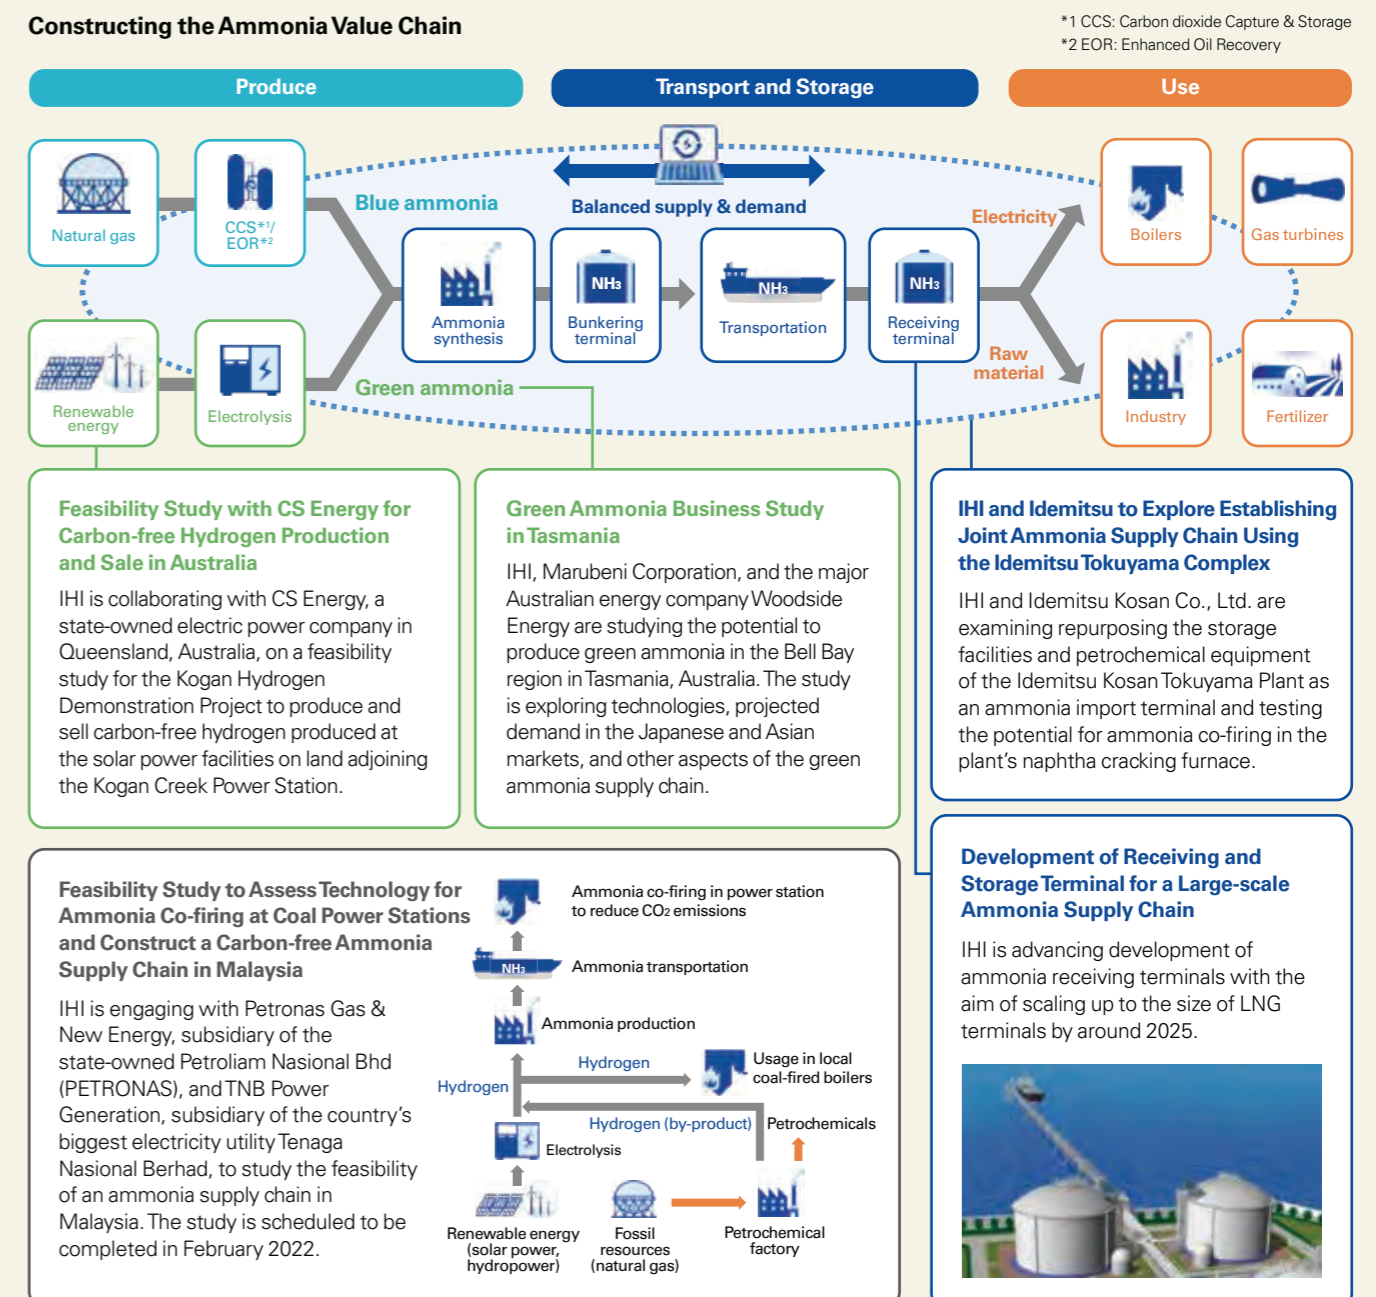 Constructing the Ammonia Value Chain
*1 CCS: Carbon dioxide Capture & Storage
*2 EOR: Enhanced Oil Recovery
Produce
Transport and Storage
Use
Natural gas
CCS*1/
EOR*2
Blue ammonia
Balanced supply & demand
Electricity
Boilers
Gas turbines
Ammonia
synthesis
NH3
Bunkering
terminal
NH3
Transportation
NH3
Receiving
terminal
Renewable
energy
Electrolysis
Green ammonia
Raw
material
Industry
Fertilizer
Feasibility Study with CS Energy for
Carbon-free Hydrogen Production
and Sale in Australia
IHI is collaborating with CS Energy, a
state-owned electric power company in
Queensland, Australia, on a feasibility
study for the Kogan Hydrogen
Demonstration Project to produce and
sell carbon-free hydrogen produced at
the solar power facilities on land adjoining
the Kogan Creek Power Station.
Green Ammonia Business Study
in Tasmania
IHI, Marubeni Corporation, and the major
Australian energy company Woodside
Energy are studying the potential to
produce green ammonia in the Bell Bay
region in Tasmania, Australia. The study
is exploring technologies, projected
demand in the Japanese and Asian
markets, and other aspects of the green
ammonia supply chain.
IHI and Idemitsu to Explore Establishing
Joint Ammonia Supply Chain Using
the Idemitsu Tokuyama Complex
IHI and Idemitsu Kosan Co., Ltd. are
examining repurposing the storage
facilities and petrochemical equipment
of the Idemitsu Kosan Tokuyama Plant as
an ammonia import terminal and testing
the potential for ammonia co-firing in the
plant's naphtha cracking furnace.
Feasibility Study to Assess Technology for
Ammonia Co-firing at Coal Power Stations
and Construct a Carbon-free Ammonia
Supply Chain in Malaysia
IHI is engaging with Petronas Gas &
New Energy, subsidiary of the
state-owned Petroliam Nasional Bhd
(PETRONAS), and TNB Power
Generation, subsidiary of the country's
biggest electricity utility Tenaga
Nasional Berhad, to study the feasibility
of an ammonia supply chain in
Malaysia. The study is scheduled to be
completed in February 2022.
Ammonia co-firing in power station
to reduce CO2 emissions
NH3
Ammonia transportation
Ammonia production
Hydrogen
Hydrogen
Usage in local
coal-fired boilers
Hydrogen (by-product)
Petrochemicals
Electrolysis
Renewable energy
(solar power,
hydropower)
Fossil
resources
(natural gas)
Petrochemical
factory
Development of Receiving and
Storage Terminal for a Large-scale
Ammonia Supply Chain
IHI is advancing development of
ammonia receiving terminals with the
aim of scaling up to the size of LNG
terminals by around 2025.